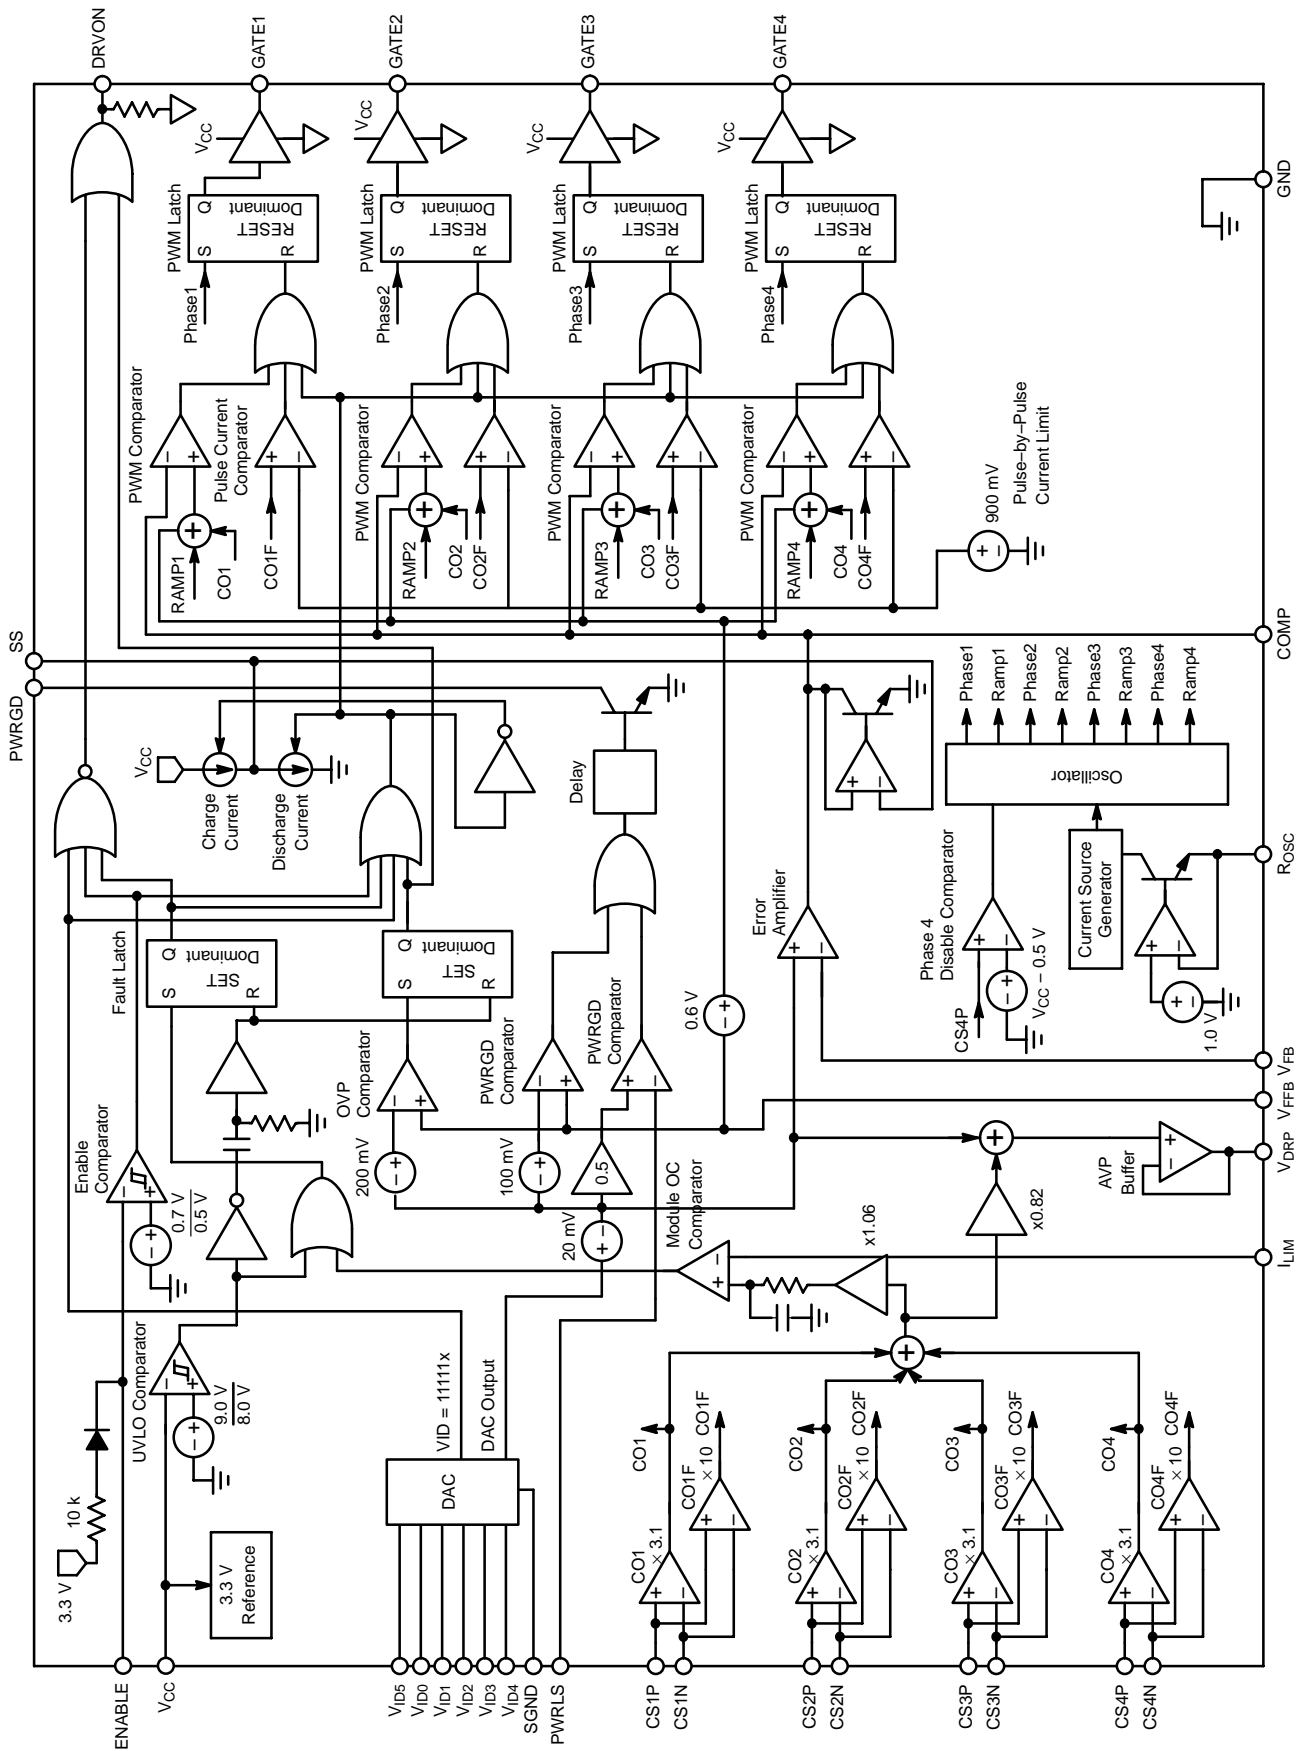 ENABLE
VCC
VID5
VID0
VID1
VID2
VID3
VID4
SGND
PWRLS
CS1P
CS1N
CS2P
CS2N
CS3P
CS3N
CS4P
CS4N
3.3 V
10 k
3.3 V
Reference
UVLO Comparator
9.0 V
8.0 V
− +
−
+
Enable
Comparator
0.7 V
0.5 V
− +
−
+
DAC
VID = 11111x
DAC Output
CO1
× 3.1
+
−
CO1F
× 10
+
−
CO1
CO1F
CO2
× 3.1
+
−
CO2F
× 10
+
−
CO2
CO2F
CO3
× 3.1
+
−
CO3F
× 10
+
−
CO3
CO3F
CO4
× 3.1
+
−
CO4F
× 10
+
−
CO4
CO4F
+
Fault Latch
S
Q
R
SET
Dominant
OVP
Comparator
200 mV
− +
−
+
S
Q
R
SET
Dominant
100 mV
− +
PWRGD
Comparator
−
+
20 mV
+ −
0.5
PWRGD
Comparator
+
−
Module OC
Comparator
+
−
x1.06
x0.82
+
AVP
Buffer
+
−
0.6 V
− +
Error
Amplifier
+
−
Delay
VCC
Charge
Current
Discharge
Current
+
−
Phase 4
Disable Comparator
CS4P
+
−
− +
VCC − 0.5 V
Current Source
Generator
1.0 V
+ −
+
−
Oscillator
Phase1
Ramp1
Phase2
Ramp2
Phase3
Ramp3
Phase4
Ramp4
PWRGD
SS
RAMP1
CO1
+
PWM Comparator
−
+
Pulse Current
Comparator
CO1F
+
−
Phase1
PWM Latch
S
Q
R
RESET
Dominant
VCC
RAMP2
CO2
+
PWM Comparator
−
+
CO2F
+
−
Phase2
PWM Latch
S
Q
R
RESET
Dominant
VCC
RAMP3
CO3
+
PWM Comparator
−
+
CO3F
+
−
Phase3
PWM Latch
S
Q
R
RESET
Dominant
VCC
RAMP4
CO4
+
PWM Comparator
−
+
CO4F
+
−
Phase4
PWM Latch
S
Q
R
RESET
Dominant
VCC
+ −
900 mV
Pulse−by−Pulse
Current Limit
DRVON
GATE1
GATE2
GATE3
GATE4
ILIM
VDRP
VFFB
VFB
ROSC
COMP
GND